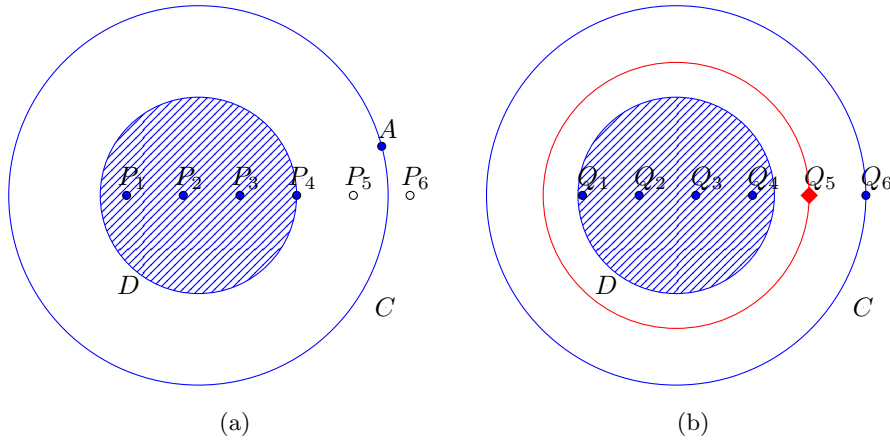 A
P₁ P₂ P₃ P₄ P₅ P₆
D
C
(a)
Q₁ Q₂ Q₃ Q₄ Q₅ Q₆
D
C
(b)